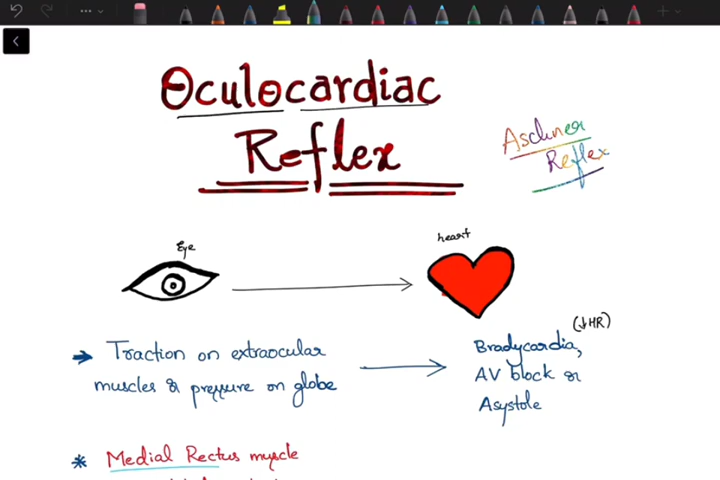 Oculocardiac
Reflex
Aschner
Reflex
Eye
heart
→ Traction on extraocular
muscles & pressure on globe
(↓HR)
Bradycardia,
AV block or
Asystole
* Medial Rectus muscle